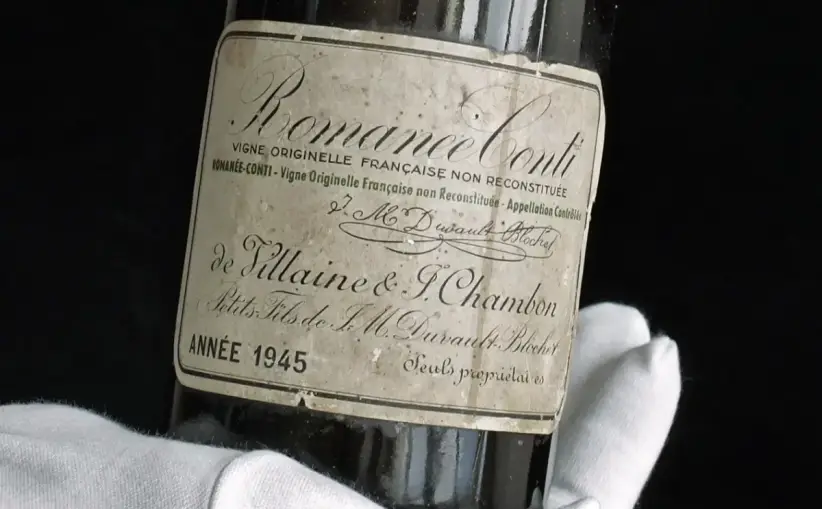 Romanée Conti
VIGNE ORIGINELLE FRANÇAISE NON RECONSTITUÉE
ROMANÉE-CONTI - Vigne Originelle Française non Reconstituée - Appellation Contrôlée
J. M. Duvault Blochet
de Villaine & J. Chambon
Petits-Fils de J. M. Duvault-Blochet
ANNÉE 1945
Seuls propriétaires